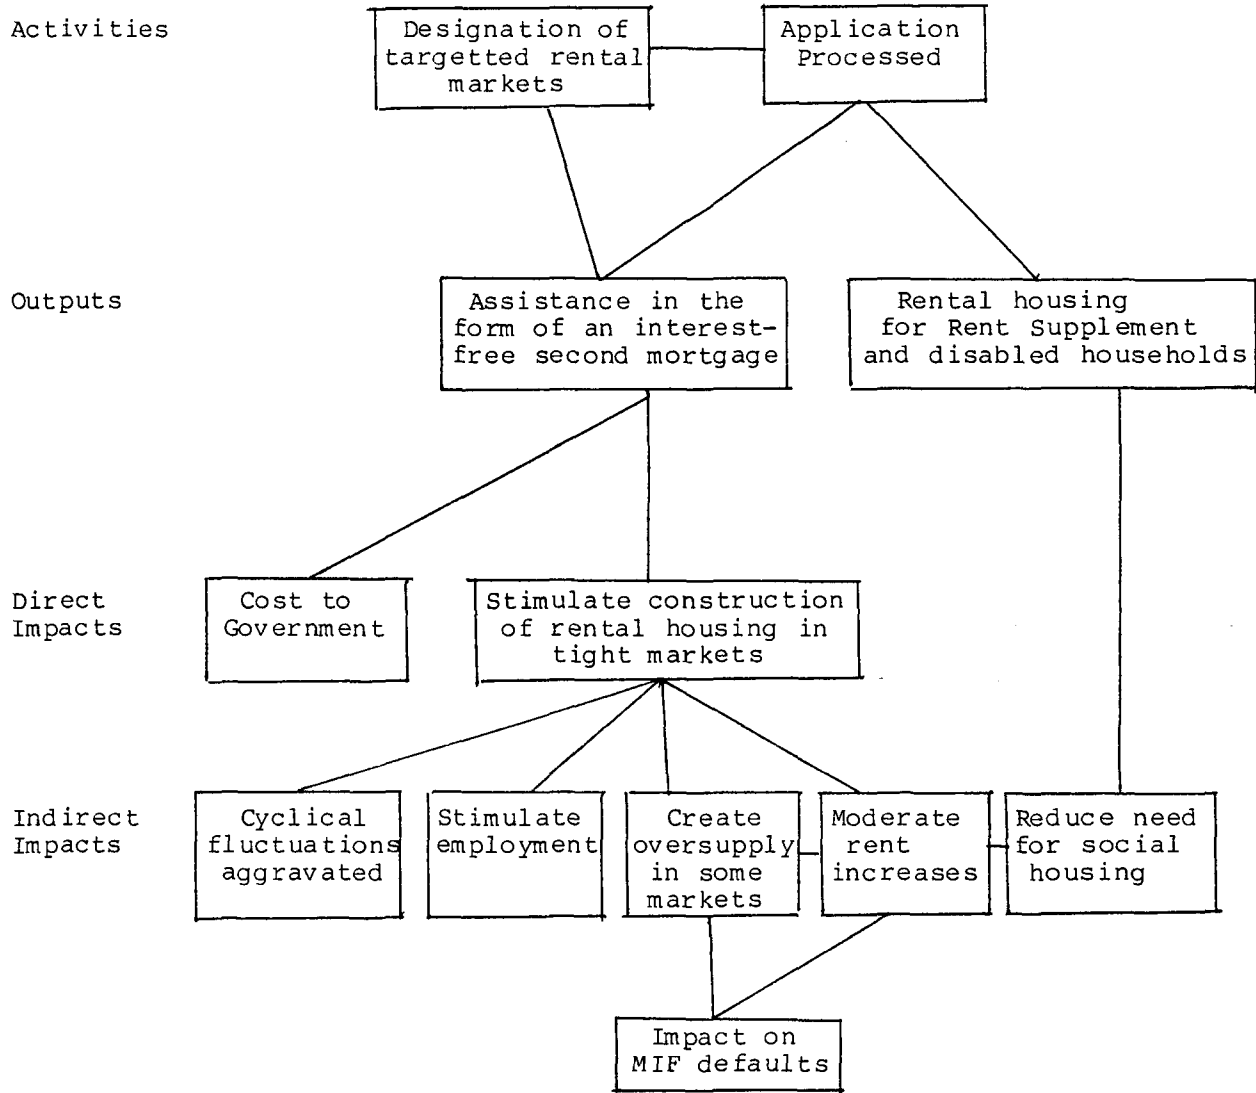 Activities
Designation of
targetted rental
markets
Application
Processed
Outputs
Assistance in the
form of an interest-
free second mortgage
Rental housing
for Rent Supplement
and disabled households
Direct
Impacts
Cost to
Government
Stimulate construction
of rental housing in
tight markets
Indirect
Impacts
Cyclical
fluctuations
aggravated
Stimulate
employment
Create
oversupply
in some
markets
Moderate
rent
increases
Reduce need
for social
housing
Impact on
MIF defaults